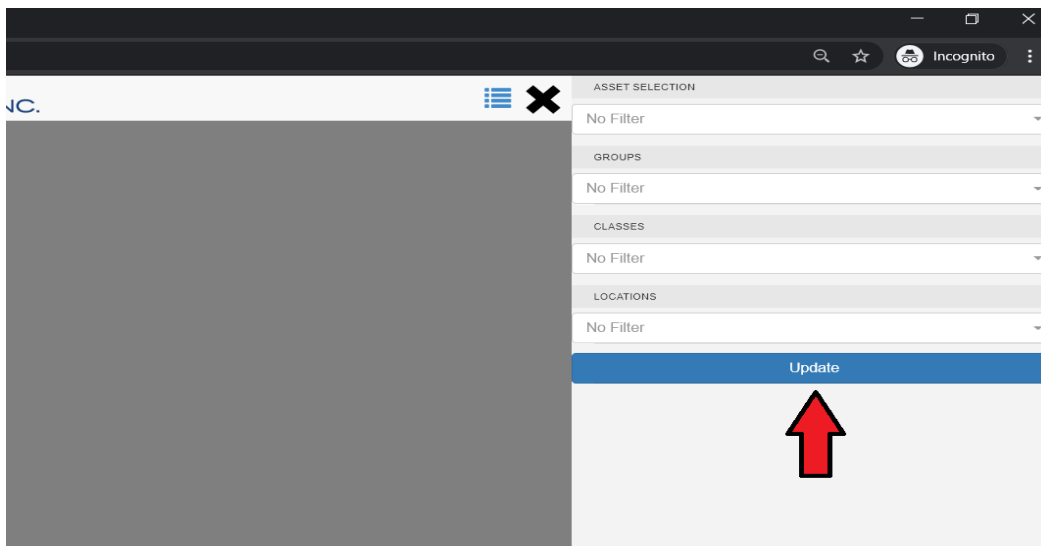 Incognito
NC.
ASSET SELECTION
No Filter
GROUPS
No Filter
CLASSES
No Filter
LOCATIONS
No Filter
Update